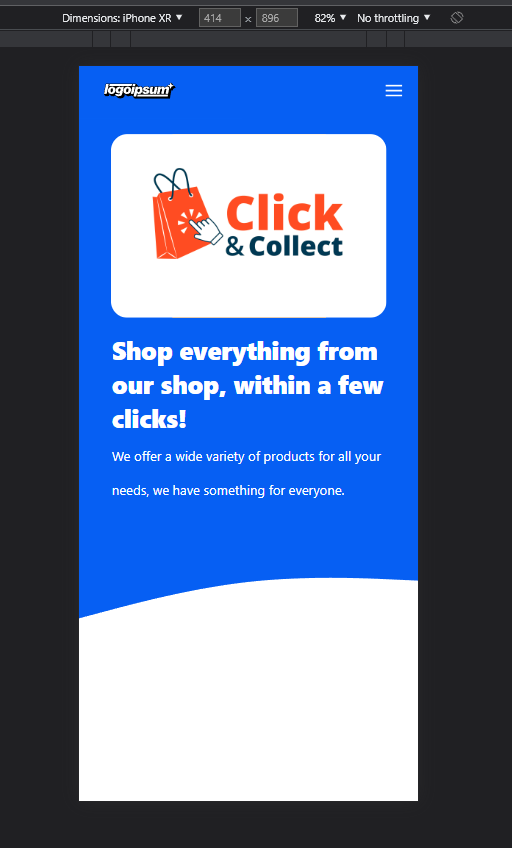 Dimensions: iPhone XR ▼ 414 × 896 82% ▼ No throttling ▼
logoipsum
Click
& Collect
Shop everything from
our shop, within a few
clicks!
We offer a wide variety of products for all your
needs, we have something for everyone.